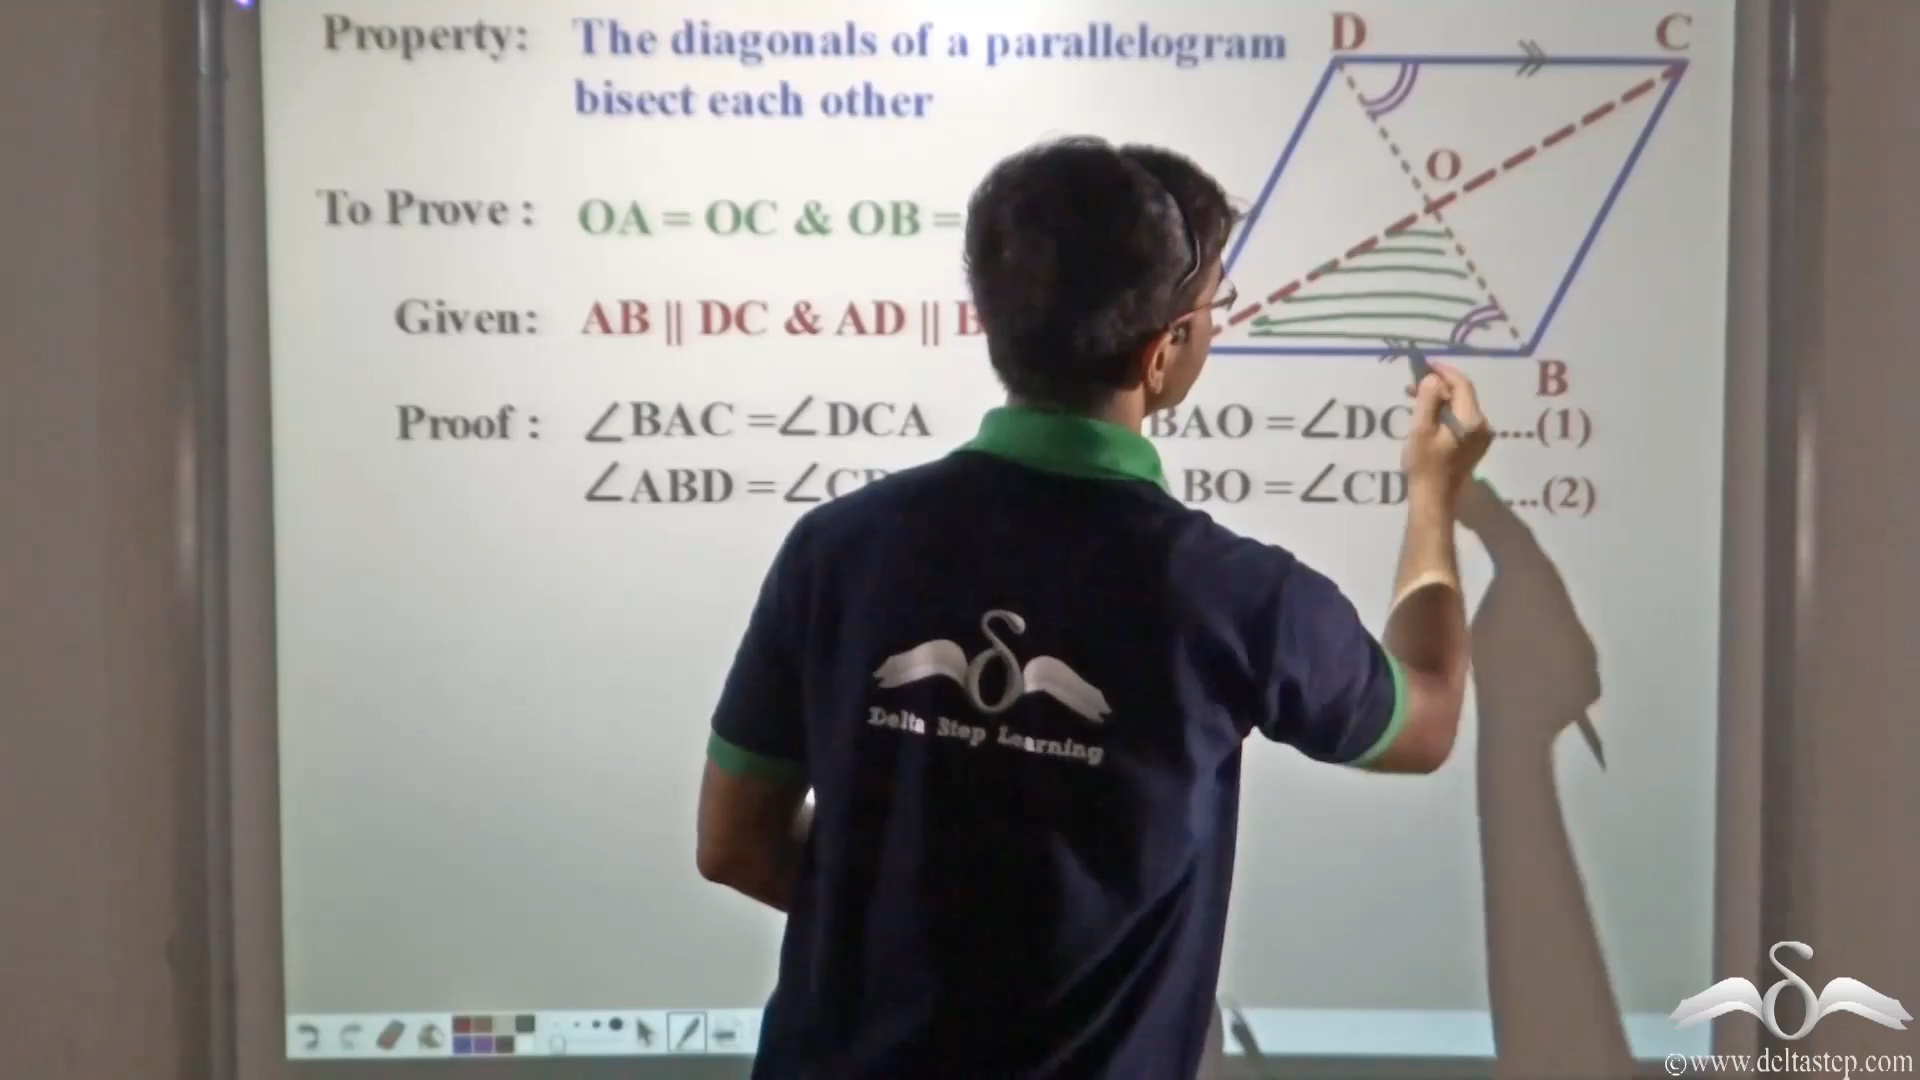 Property: The diagonals of a parallelogram
bisect each other
D C
O
To Prove : OA = OC & OB =
Given: AB || DC & AD || B
B
Proof : ∠BAC =∠DCA BAO =∠DC ....(1)
∠ABD =∠CD BO =∠CD ...(2)
Delta Step Learning
©www.deltastep.com